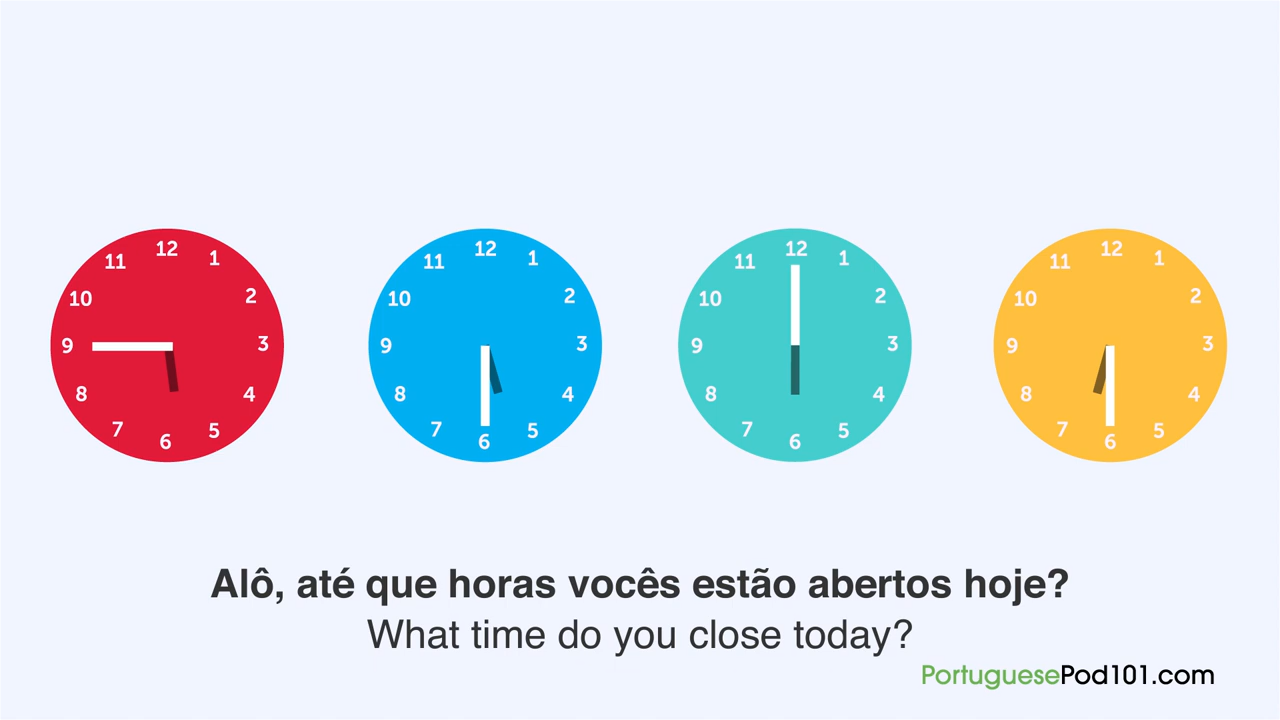 12 1 2 3 4 5 6 7 8 9 10 11
12 1 2 3 4 5 6 7 8 9 10 11
12 1 2 3 4 5 6 7 8 9 10 11
12 1 2 3 4 5 6 7 8 9 10 11
Alô, até que horas vocês estão abertos hoje?
What time do you close today?
PortuguesePod101.com